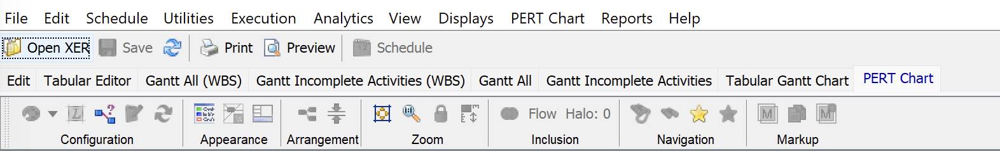 File Edit Schedule Utilities Execution Analytics View Displays PERT Chart Reports Help
Open XER Save Print Preview Schedule
Edit Tabular Editor Gantt All (WBS) Gantt Incomplete Activities (WBS) Gantt All Gantt Incomplete Activities Tabular Gantt Chart PERT Chart
Flow Halo: 0
Configuration Appearance Arrangement Zoom Inclusion Navigation Markup